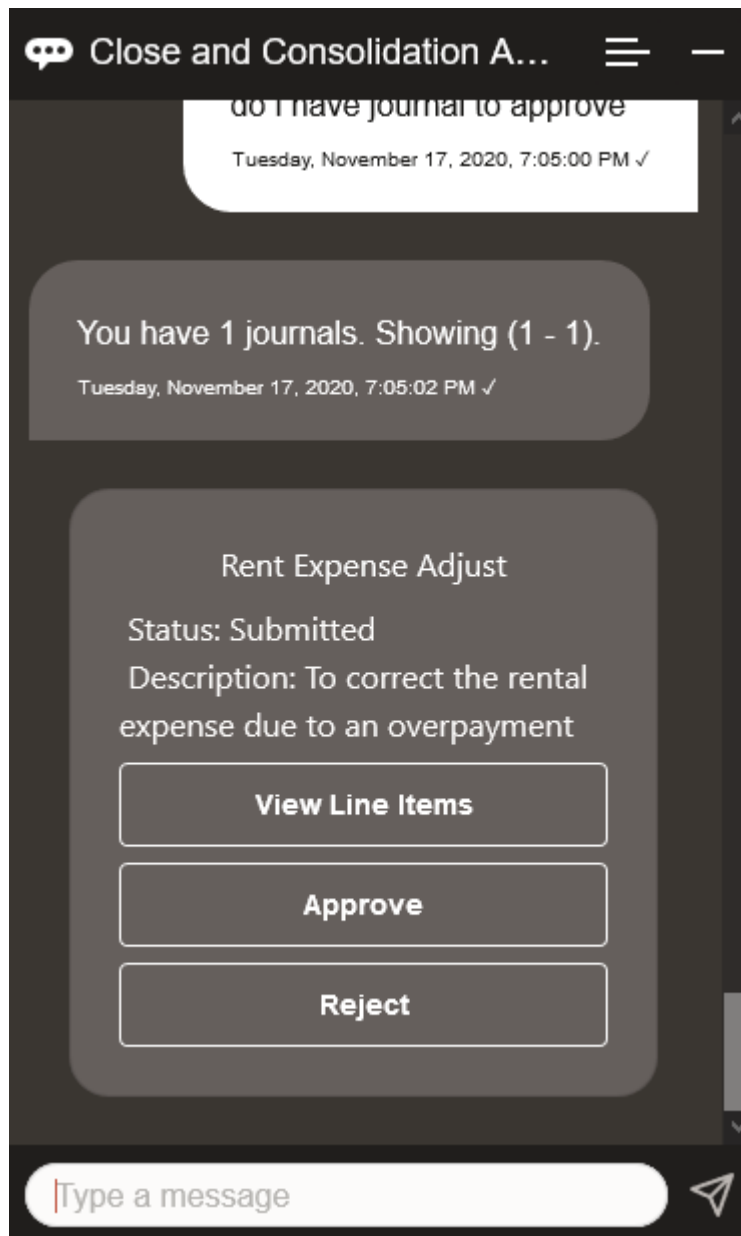 Close and Consolidation A...
do I have journal to approve
Tuesday, November 17, 2020, 7:05:00 PM ✓
You have 1 journals. Showing (1 - 1).
Tuesday, November 17, 2020, 7:05:02 PM ✓
Rent Expense Adjust
Status: Submitted
Description: To correct the rental
expense due to an overpayment
View Line Items
Approve
Reject
Type a message